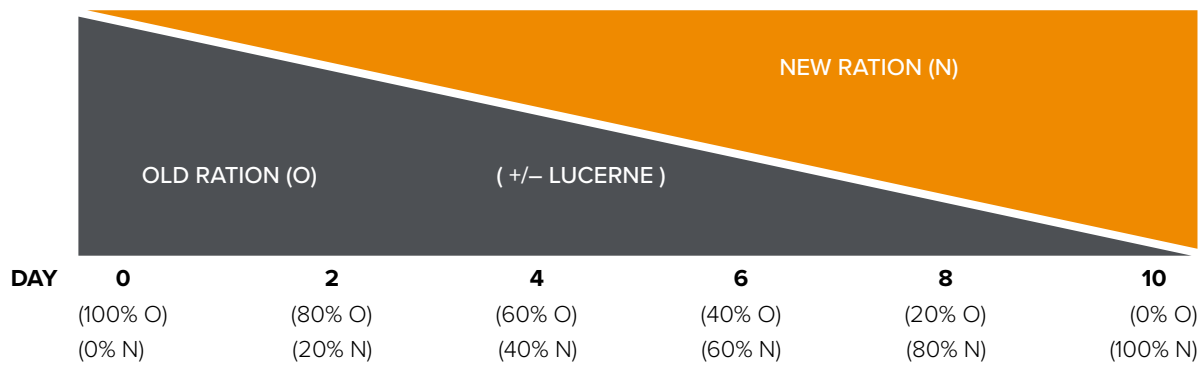 NEW RATION (N)
OLD RATION (O) ( +/– LUCERNE )
DAY 0 2 4 6 8 10
(100% O) (80% O) (60% O) (40% O) (20% O) (0% O)
(0% N) (20% N) (40% N) (60% N) (80% N) (100% N)